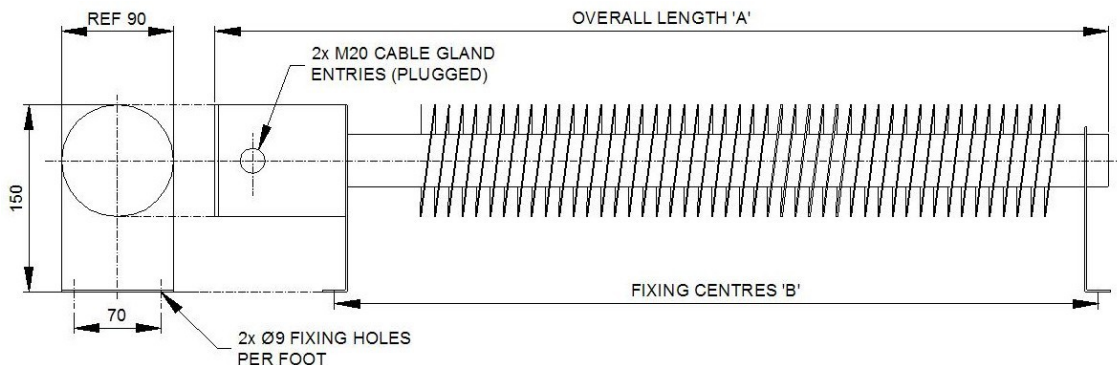 REF 90
OVERALL LENGTH 'A'
2x M20 CABLE GLAND
ENTRIES (PLUGGED)
150
FIXING CENTRES 'B'
70
2x Ø9 FIXING HOLES
PER FOOT